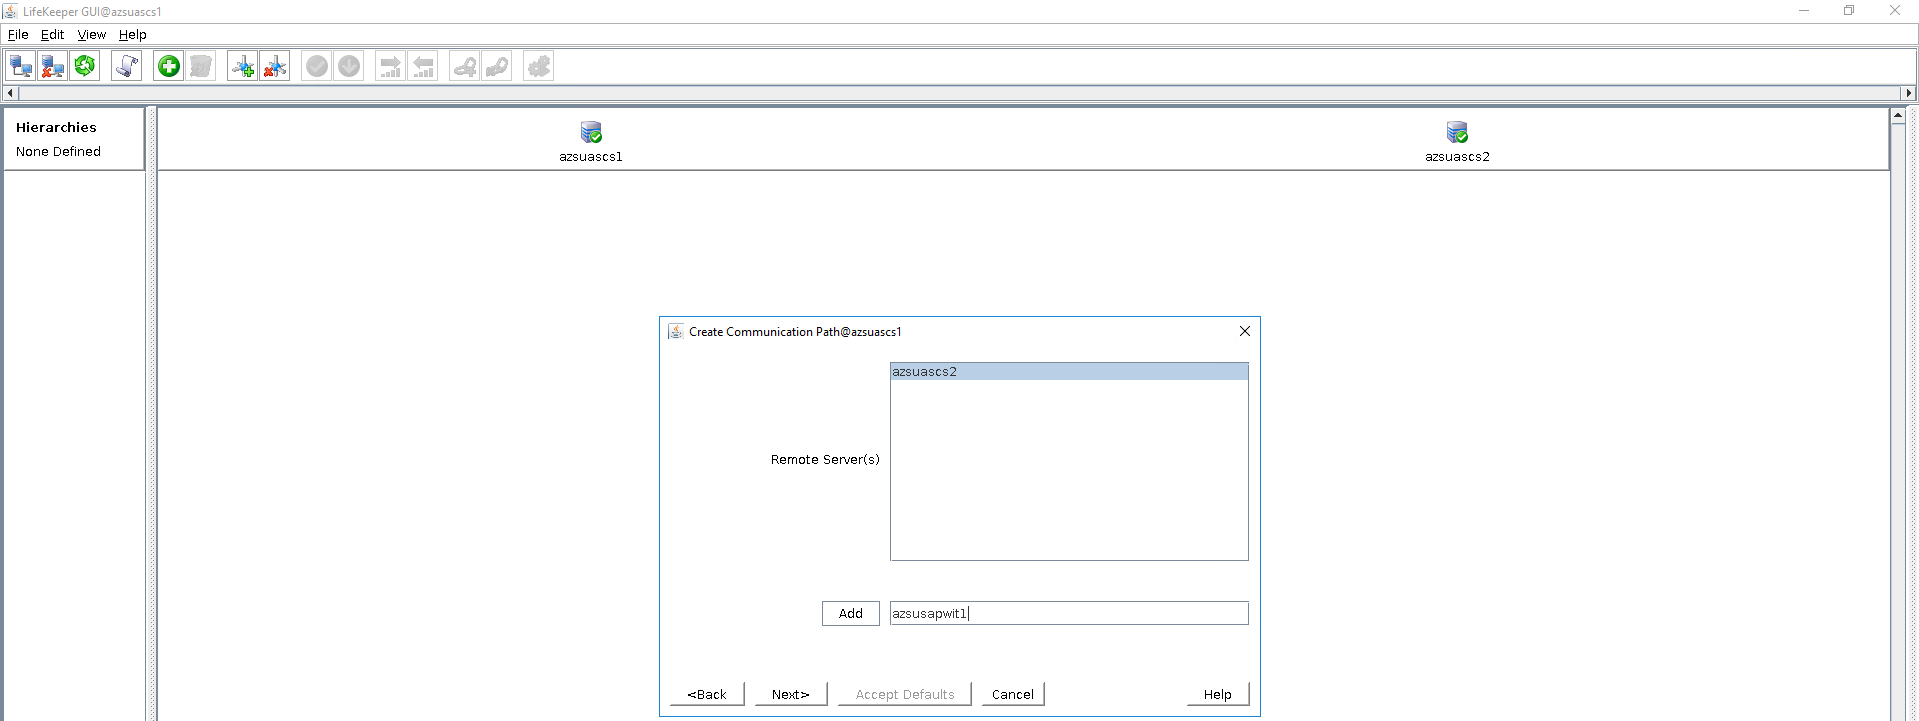 LifeKeeper GUI@azsuascs1
File Edit View Help
Hierarchies
None Defined
azsuascs1
azsuascs2
Create Communication Path@azsuascs1
azsuascs2
Remote Server(s)
Add azsusapwit1
<Back Next> Accept Defaults Cancel Help